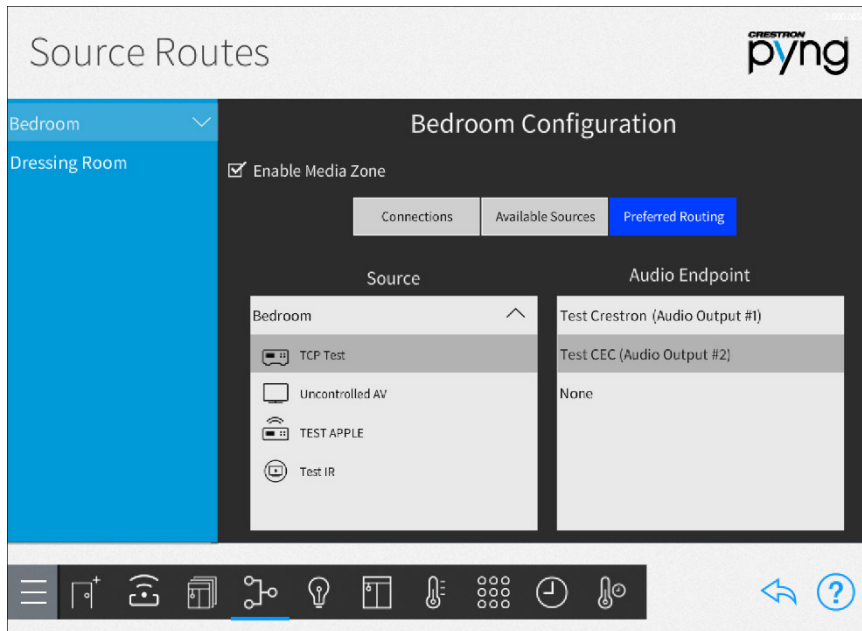 Source Routes
CRESTRON
pyng
Bedroom
Dressing Room
Bedroom Configuration
Enable Media Zone
Connections
Available Sources
Preferred Routing
Source
Audio Endpoint
Bedroom
Test Crestron (Audio Output #1)
TCP Test
Test CEC (Audio Output #2)
Uncontrolled AV
None
TEST APPLE
Test IR
?